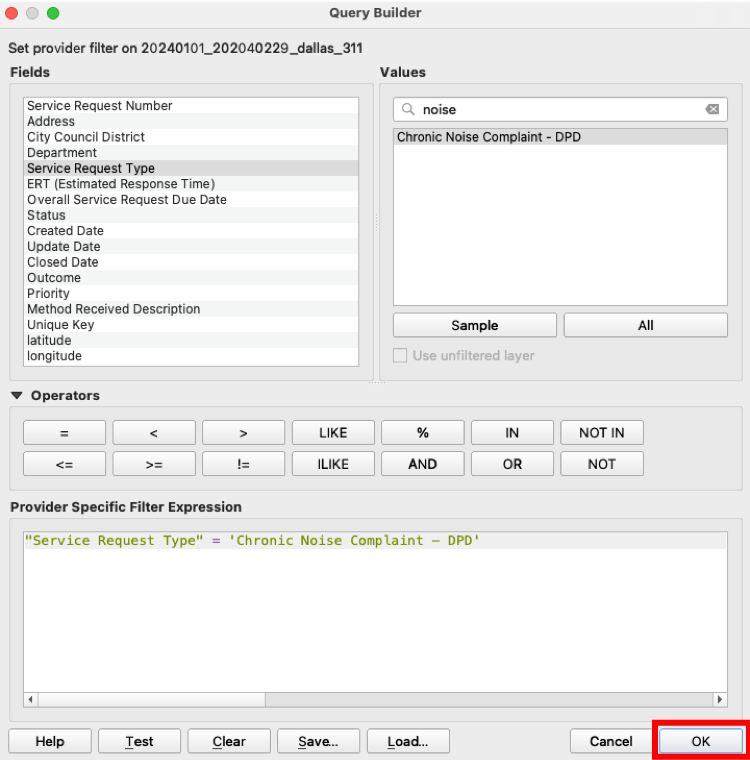 Query Builder
Set provider filter on 20240101_202040229_dallas_311
Fields
Values
Service Request Number
Address
City Council District
Department
Service Request Type
ERT (Estimated Response Time)
Overall Service Request Due Date
Status
Created Date
Update Date
Closed Date
Outcome
Priority
Method Received Description
Unique Key
latitude
longitude
noise
Chronic Noise Complaint - DPD
Sample All
Use unfiltered layer
Operators
= < > LIKE % IN NOT IN
<= >= != ILIKE AND OR NOT
Provider Specific Filter Expression
"Service Request Type" = 'Chronic Noise Complaint - DPD'
Help Test Clear Save... Load... Cancel OK